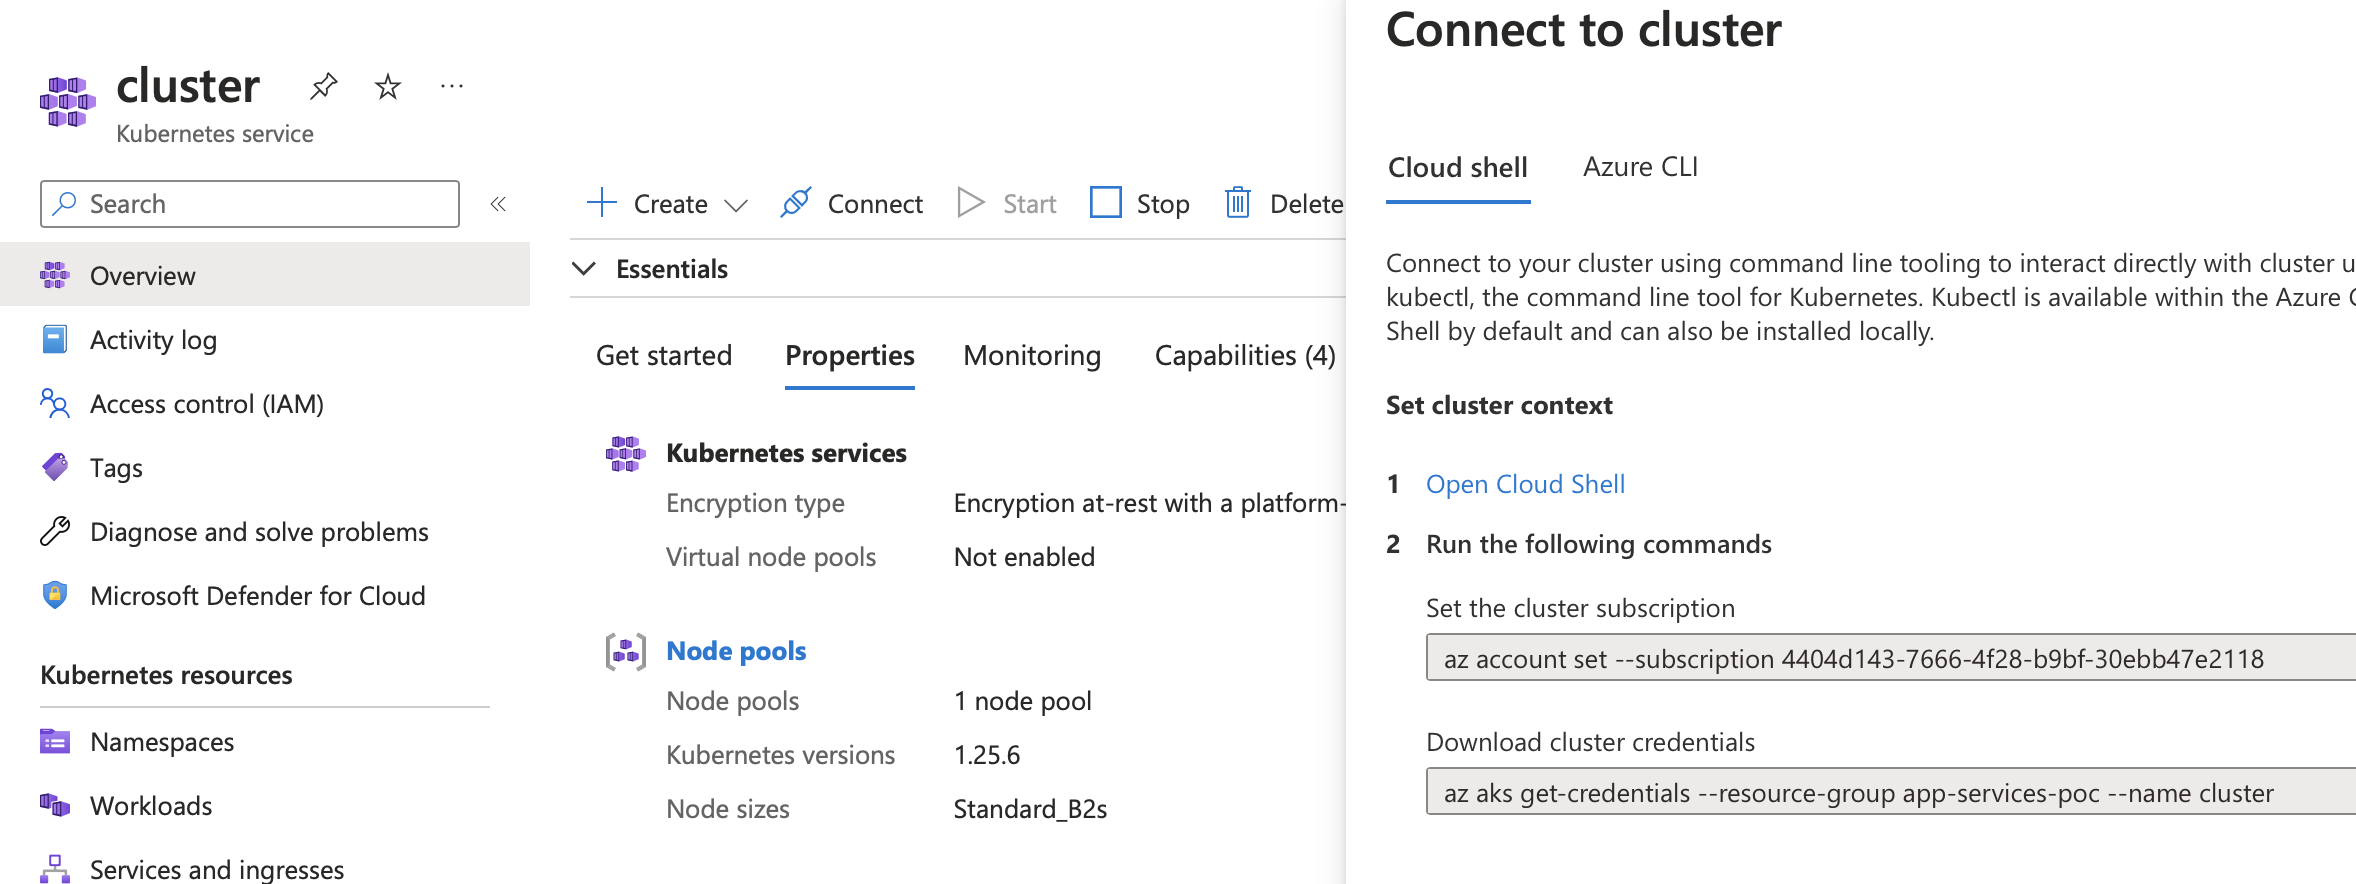 cluster
Kubernetes service
Search
Overview
Activity log
Access control (IAM)
Tags
Diagnose and solve problems
Microsoft Defender for Cloud
Kubernetes resources
Namespaces
Workloads
Services and ingresses
Create
Connect
Start
Stop
Delete
Essentials
Get started
Properties
Monitoring
Capabilities (4)
Kubernetes services
Encryption type Encryption at-rest with a platform-
Virtual node pools Not enabled
Node pools
Node pools 1 node pool
Kubernetes versions 1.25.6
Node sizes Standard_B2s
Connect to cluster
Cloud shell
Azure CLI
Connect to your cluster using command line tooling to interact directly with cluster u
kubectl, the command line tool for Kubernetes. Kubectl is available within the Azure C
Shell by default and can also be installed locally.
Set cluster context
1 Open Cloud Shell
2 Run the following commands
Set the cluster subscription
az account set --subscription 4404d143-7666-4f28-b9bf-30ebb47e2118
Download cluster credentials
az aks get-credentials --resource-group app-services-poc --name cluster